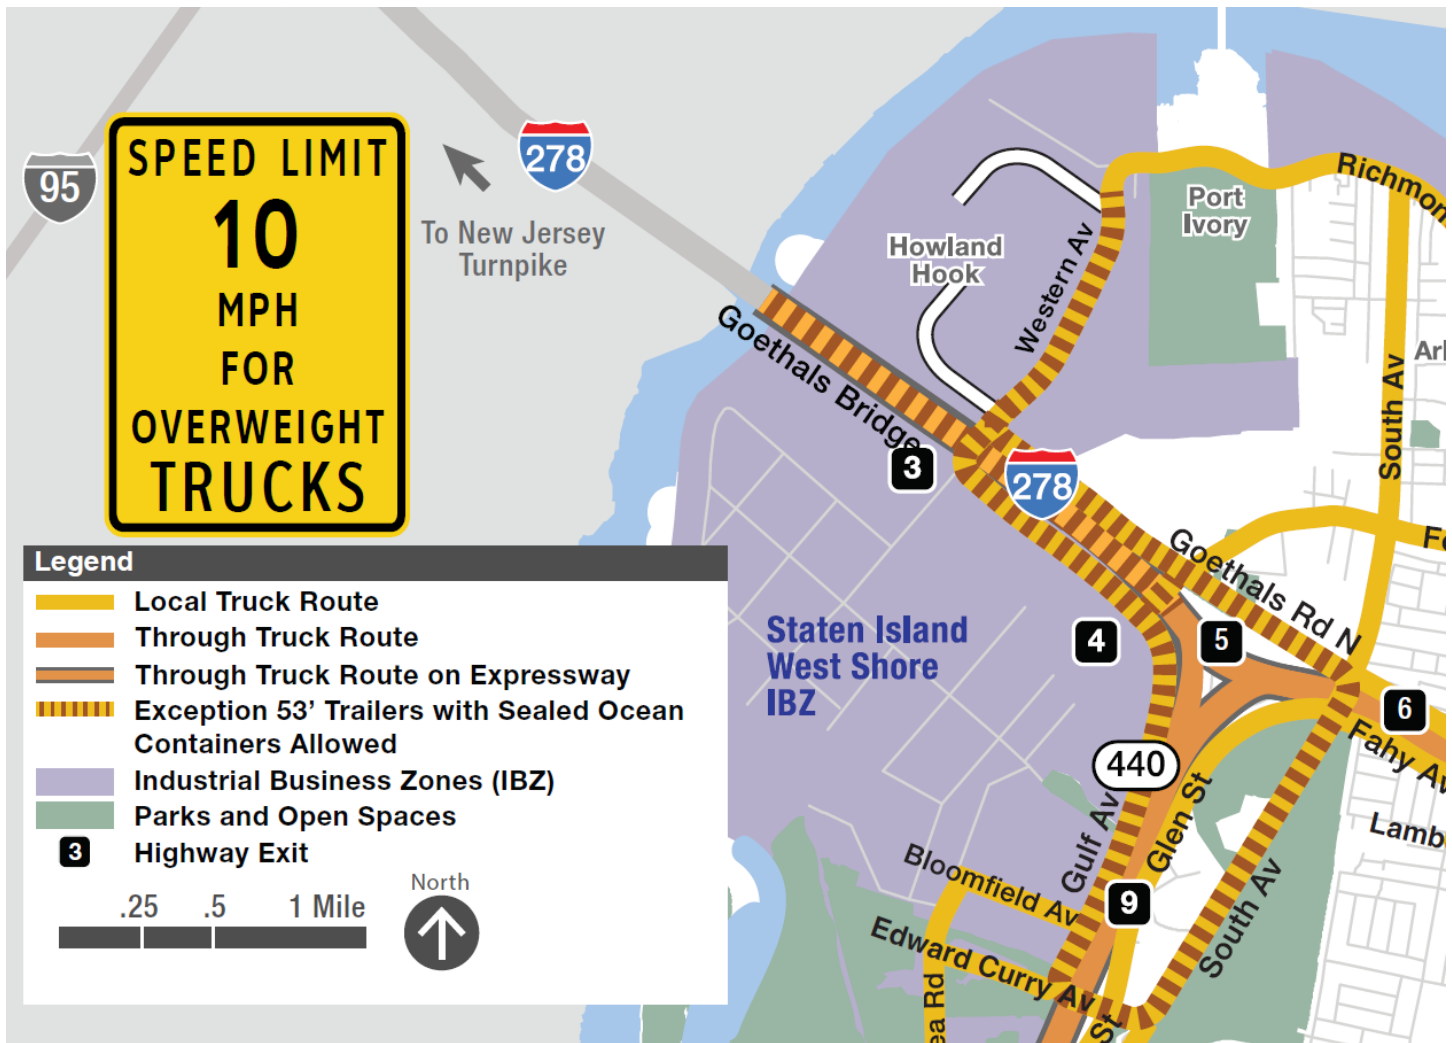 SPEED LIMIT
10
MPH
FOR
OVERWEIGHT
TRUCKS
95
278
To New Jersey
Turnpike
Port
Ivory
Howland
Hook
Western Av
Goethals Bridge
3
278
South Av
Goethals Rd N
4
5
6
Staten Island
West Shore
IBZ
440
Fahy Av
Gulf Av
Glen St
Bloomfield Av
9
Edward Curry Av
South Av
St
Legend
Local Truck Route
Through Truck Route
Through Truck Route on Expressway
Exception 53’ Trailers with Sealed Ocean
Containers Allowed
Industrial Business Zones (IBZ)
Parks and Open Spaces
3
Highway Exit
.25 .5 1 Mile
North